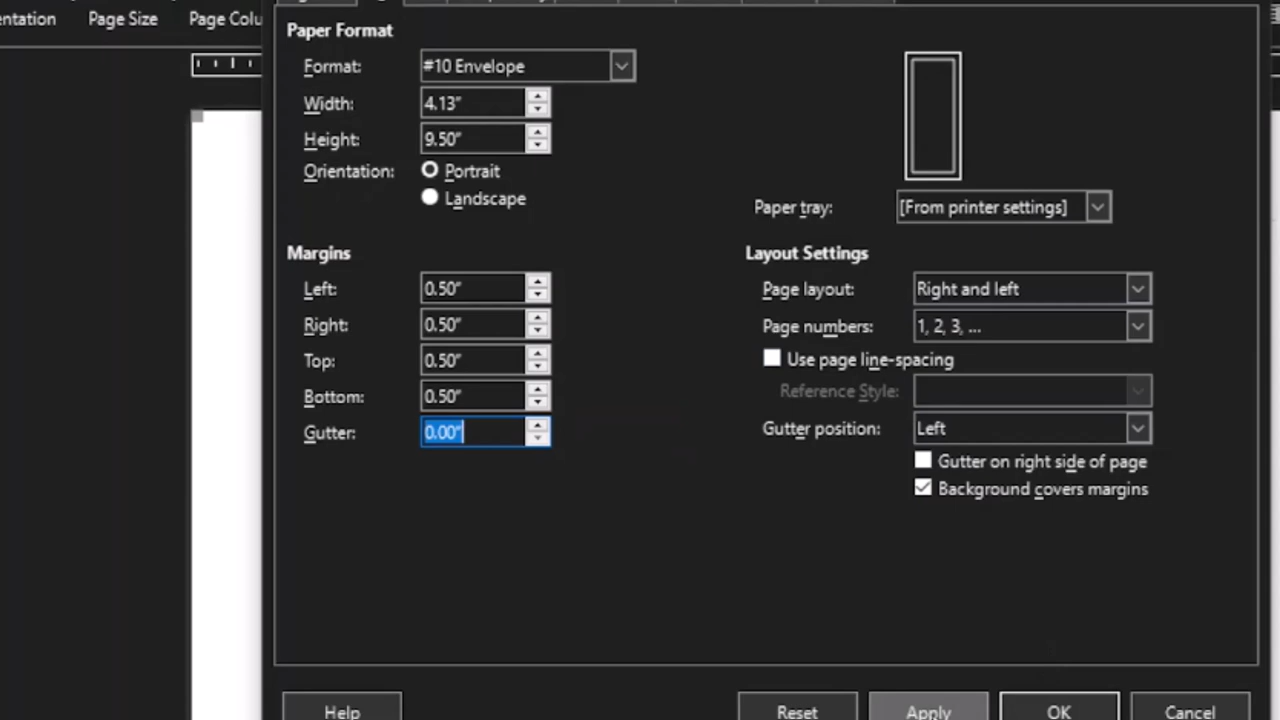 entation Page Size Page Colu
Paper Format
Format: #10 Envelope
Width: 4.13"
Height: 9.50"
Orientation: Portrait
Landscape
Paper tray: [From printer settings]
Margins
Left: 0.50"
Right: 0.50"
Top: 0.50"
Bottom: 0.50"
Gutter: 0.00"
Layout Settings
Page layout: Right and left
Page numbers: 1, 2, 3, ...
Use page line-spacing
Reference Style:
Gutter position: Left
Gutter on right side of page
Background covers margins
Help Reset Apply OK Cancel